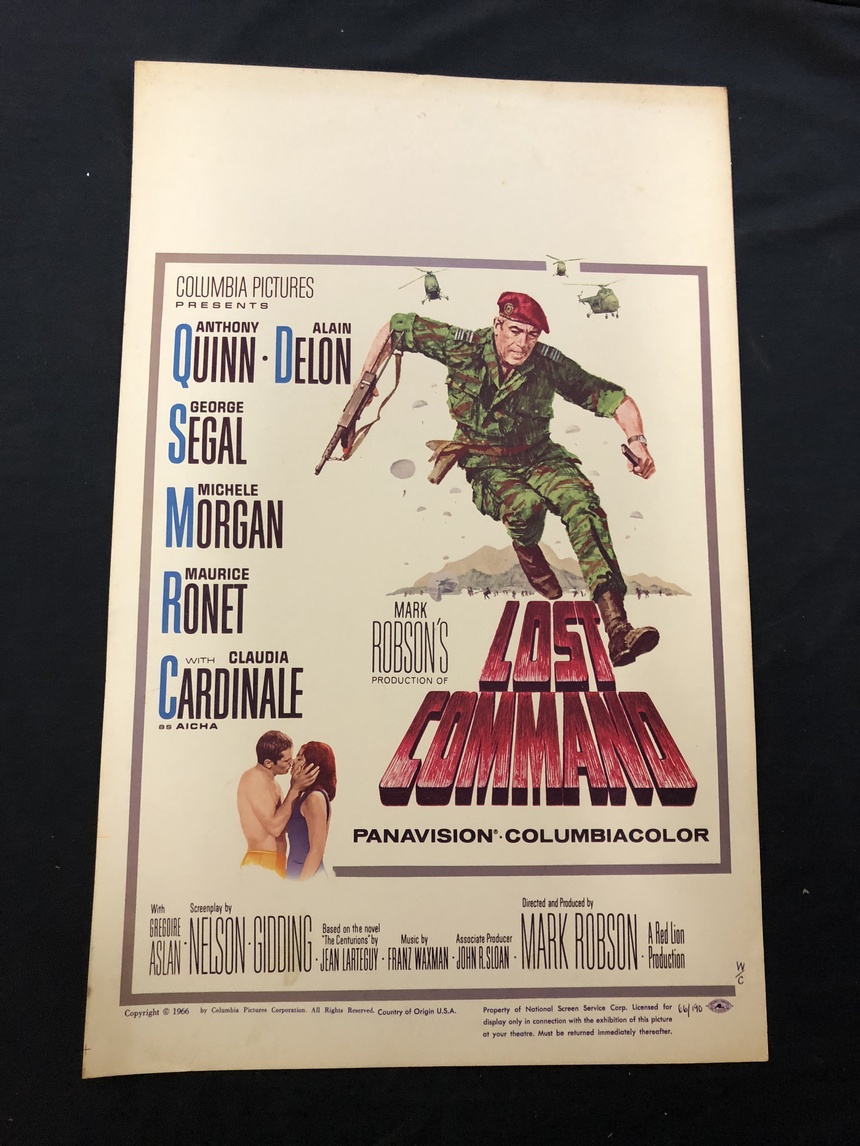 COLUMBIA PICTURES
PRESENTS
ANTHONY ALAIN
QUINN · DELON
GEORGE
SEGAL
MICHELE
MORGAN
MAURICE
RONET
WITH CLAUDIA
CARDINALE
as AICHA
MARK
ROBSON'S
PRODUCTION OF
LOST
COMMAND
PANAVISION® · COLUMBIACOLOR
With
GREGOIRE
ASLAN ·
Screenplay by
NELSON · GIDDING ·
Based on the novel
"The Centurions" by
JEAN LARTEGUY ·
Music by
FRANZ WAXMAN ·
Associate Producer
JOHN R. SLOAN ·
Directed and Produced by
MARK ROBSON ·
A Red Lion
Production
W/C
Copyright © 1966 by Columbia Pictures Corporation. All Rights Reserved. Country of Origin U.S.A.
Property of National Screen Service Corp. Licensed for
display only in connection with the exhibition of this picture
at your theatre. Must be returned immediately thereafter.
66/190